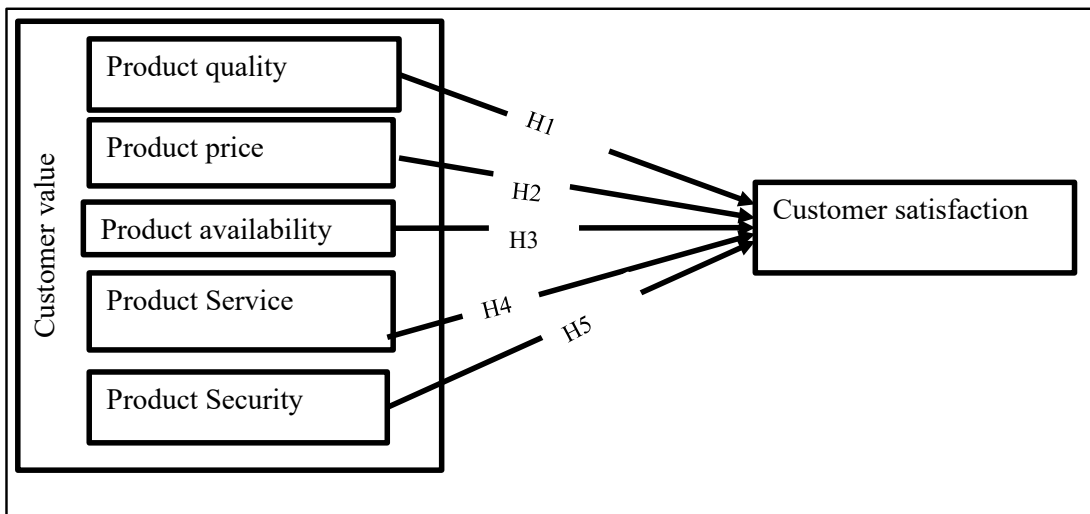 Customer value
Product quality
Product price
Product availability
Product Service
Product Security
H1
H2
H3
H4
H5
Customer satisfaction